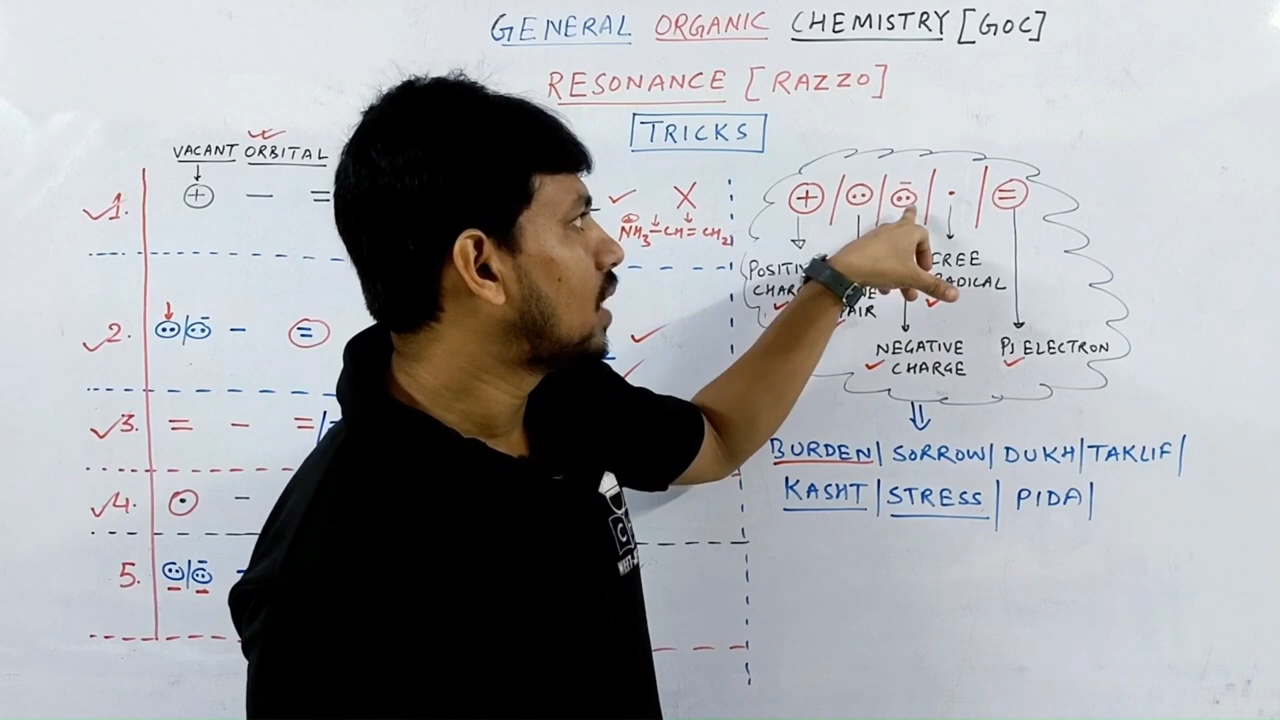 GENERAL ORGANIC CHEMISTRY [GOC]
RESONANCE [RAZZO]
TRICKS
VACANT ORBITAL
1. + - =
NH3-CH=CH2
2. - =
3. = - =/
4. -
5. -
+ / / / · / =
POSITIVE CHARGE
PAIR
NEGATIVE CHARGE
FREE RADICAL
PI ELECTRON
BURDEN | SORROW | DUKH | TAKLIF |
KASHT | STRESS | PIDA |